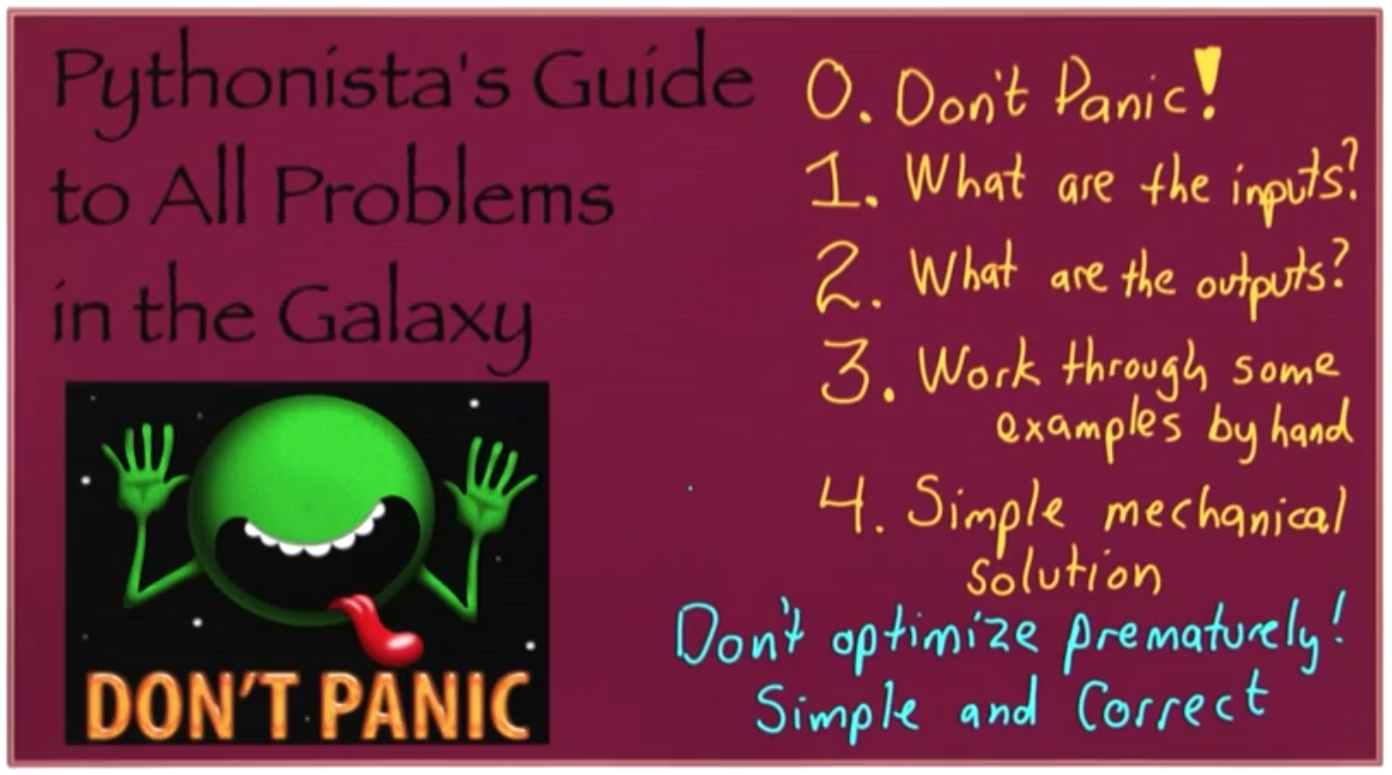 Pythonista's Guide
to All Problems
in the Galaxy
DON'T PANIC
0. Don't Panic!
1. What are the inputs?
2. What are the outputs?
3. Work through some
examples by hand
4. Simple mechanical
solution
Don't optimize prematurely!
Simple and Correct